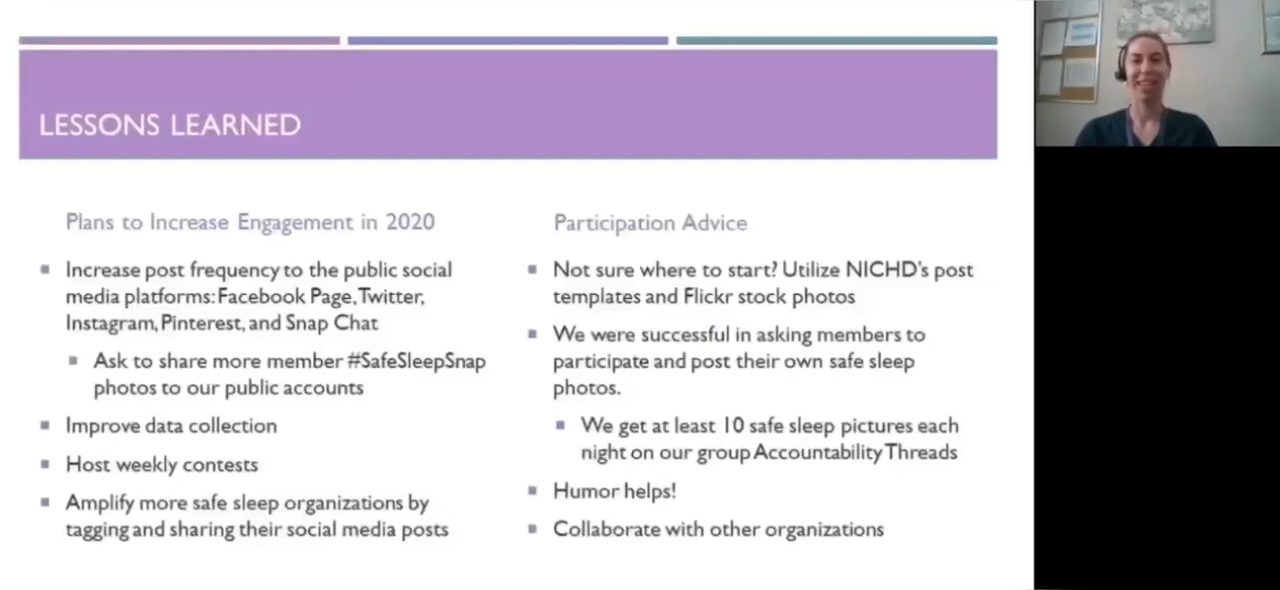 LESSONS LEARNED
Plans to Increase Engagement in 2020
Increase post frequency to the public social
media platforms: Facebook Page, Twitter,
Instagram, Pinterest, and Snap Chat
Ask to share more member #SafeSleepSnap
photos to our public accounts
Improve data collection
Host weekly contests
Amplify more safe sleep organizations by
tagging and sharing their social media posts
Participation Advice
Not sure where to start? Utilize NICHD's post
templates and Flickr stock photos
We were successful in asking members to
participate and post their own safe sleep
photos.
We get at least 10 safe sleep pictures each
night on our group Accountability Threads
Humor helps!
Collaborate with other organizations